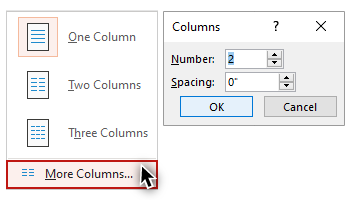 One Column
Two Columns
Three Columns
More Columns...
Columns
Number: 2
Spacing: 0"
OK Cancel